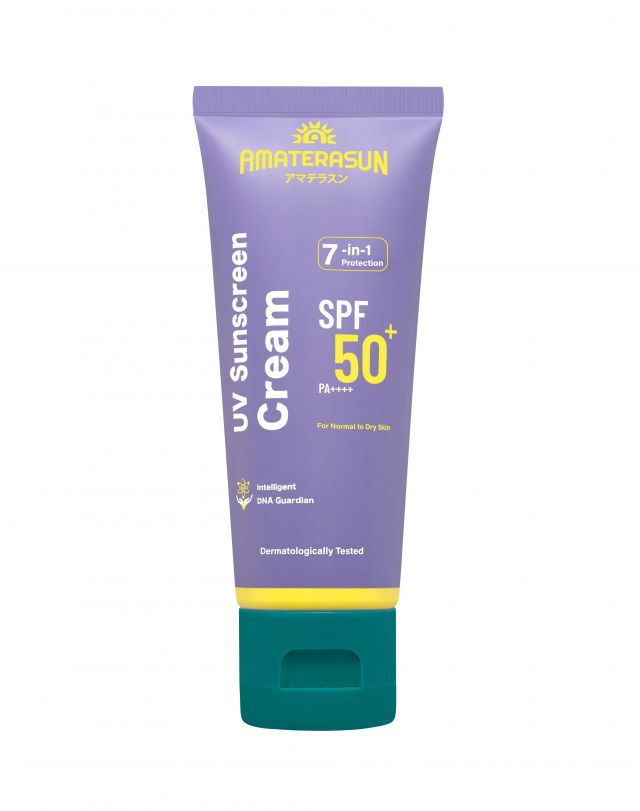 AMATERASUN
アマテラスン
UV Sunscreen
Cream
7 -in-1
Protection
SPF
50+
PA++++
For Normal to Dry Skin
Intelligent
DNA Guardian
Dermatologically Tested